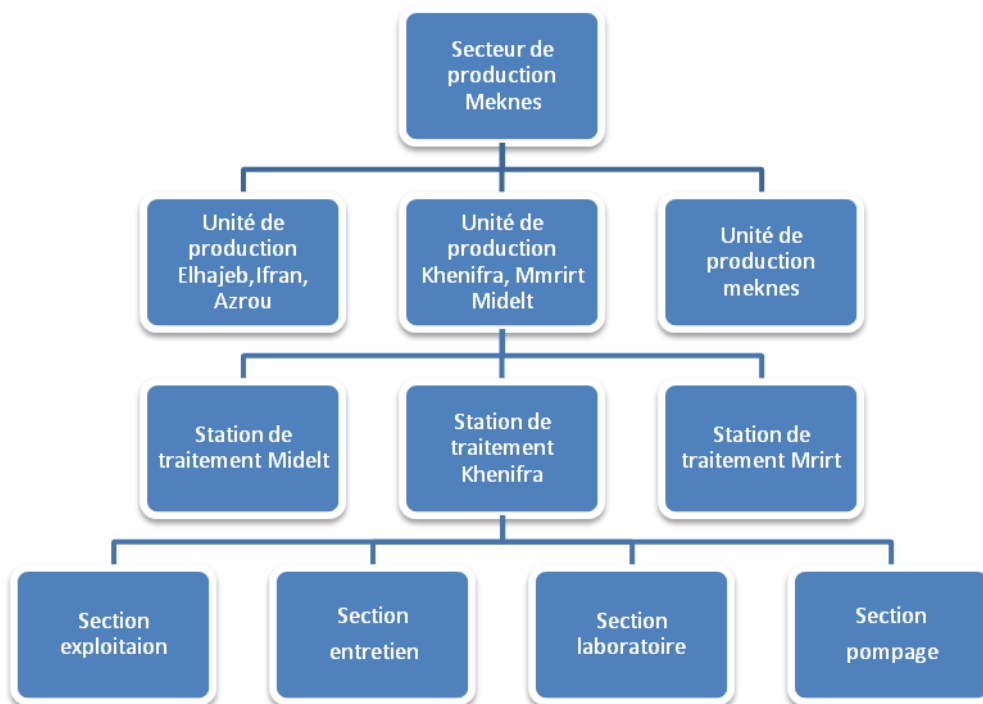 Secteur de
production
Meknes
Unité de
production
Elhajeb,Ifran,
Azrou
Unité de
production
Khenifra, Mmrirt
Midelt
Unité de
production
meknes
Station de
traitement Midelt
Station de
traitement
Khenifra
Station de
traitement Mrirt
Section
exploitaion
Section
entretien
Section
laboratoire
Section
pompage